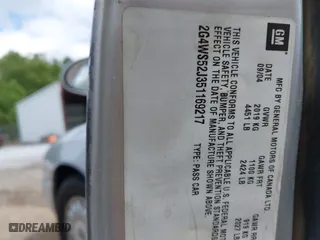 GM
MFG BY GENERAL MOTORS OF CANADA LTD.
DATE GVWR GAWR FRT GAWR RR
09/04 2019 KG 1100 KG 919 KG
4451 LB 2424 LB 2027 LB
THIS VEHICLE CONFORMS TO ALL APPLICABLE U.S. FEDERAL MOTOR
VEHICLE SAFETY, BUMPER, AND THEFT PREVENTION STANDARDS
IN EFFECT ON THE DATE OF MANUFACTURE SHOWN ABOVE.
2G4WS52J351169217 TYPE: PASS CAR
DREAMBID